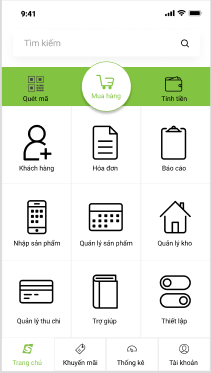 9:41
Tìm kiếm
Quét mã
Mua hàng
Tính tiền
Khách hàng
Hóa đơn
Báo cáo
Nhập sản phẩm
Quản lý sản phẩm
Quản lý kho
Quản lý thu chi
Trợ giúp
Thiết lập
Trang chủ
Khuyến mãi
Thống kê
Tài khoản